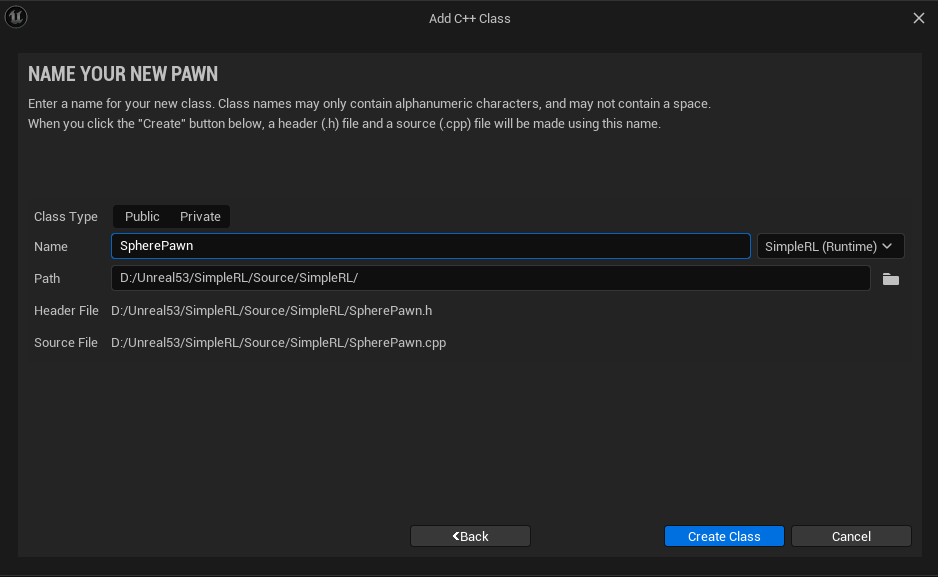 Add C++ Class
NAME YOUR NEW PAWN
Enter a name for your new class. Class names may only contain alphanumeric characters, and may not contain a space.
When you click the "Create" button below, a header (.h) file and a source (.cpp) file will be made using this name.
Class Type Public Private
Name SpherePawn SimpleRL (Runtime)
Path D:/Unreal53/SimpleRL/Source/SimpleRL/
Header File D:/Unreal53/SimpleRL/Source/SimpleRL/SpherePawn.h
Source File D:/Unreal53/SimpleRL/Source/SimpleRL/SpherePawn.cpp
Back Create Class Cancel